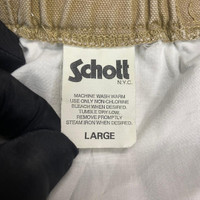 Schott
N.Y.C.
MACHINE WASH WARM
USE ONLY NON-CHLORINE
BLEACH WHEN DESIRED.
TUMBLE DRY LOW.
REMOVE PROMPTLY
STEAM IRON WHEN DESIRED.
LARGE